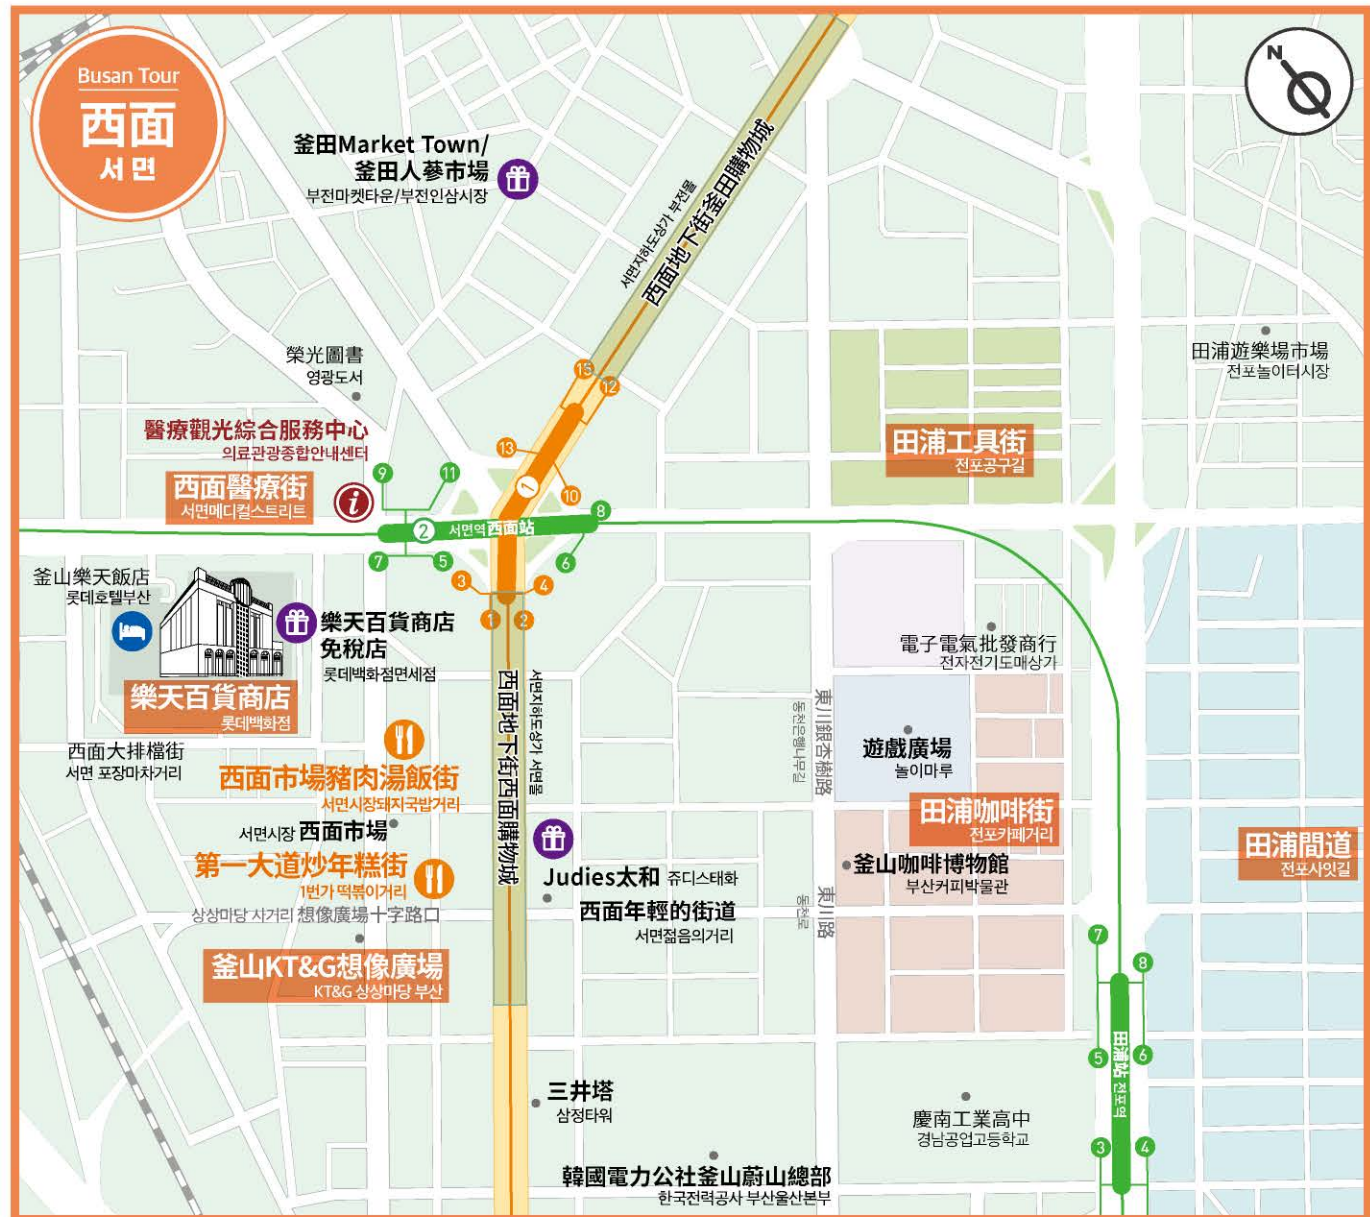 Busan Tour
西面
서면
N
釜田Market Town/
釜田人蔘市場
부전마켓타운/부전인삼시장
서면지하도상가 부전몰
西面地下街釜田購物城
榮光圖書
영광도서
田浦遊樂場市場
전포놀이터시장
醫療觀光綜合服務中心
의료관광종합안내센터
西面醫療街
서면메디컬스트리트
i
田浦工具街
전포공구길
15
12
13
10
1
9
11
2
서면역西面站
8
7
5
6
3
4
1
2
釜山樂天飯店
롯데호텔부산
樂天百貨商店
免稅店
롯데백화점면세점
樂天百貨商店
롯데백화점
西面大排檔街
서면 포장마차거리
西面地下街西面購物城
서면지하도상가 서면몰
電子電氣批發商行
전자전기도매상가
東川銀杏樹路
동천은행나무길
遊戲廣場
놀이마루
西面市場豬肉湯飯街
서면시장돼지국밥거리
서면시장 西面市場
第一大道炒年糕街
1번가 떡볶이거리
상상마당 사거리 想像廣場十字路口
釜山KT&G想像廣場
KT&G 상상마당 부산
Judies太和 쥬디스태화
西面年輕的街道
서면젊음의거리
田浦咖啡街
전포카페거리
釜山咖啡博物館
부산커피박물관
東川路
동천로
田浦間道
전포사잇길
7
8
5
6
田浦站 전포역
3
4
三井塔
삼정타워
慶南工業高中
경남공업고등학교
韓國電力公社釜山蔚山總部
한국전력공사 부산울산본부